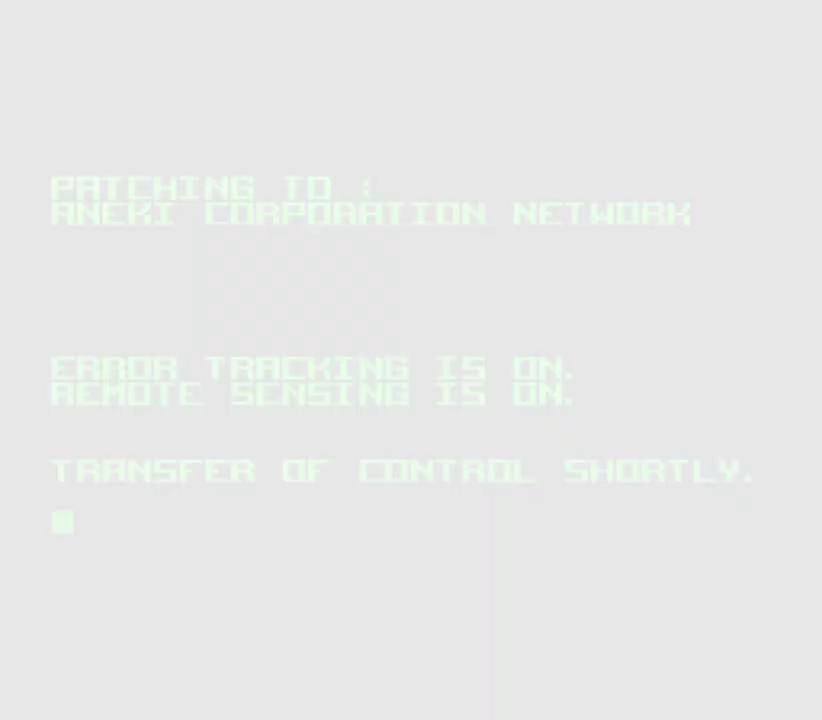 PATCHING TO :
ANEKI CORPORATION NETWORK
ERROR TRACKING IS ON.
REMOTE SENSING IS ON.
TRANSFER OF CONTROL SHORTLY.